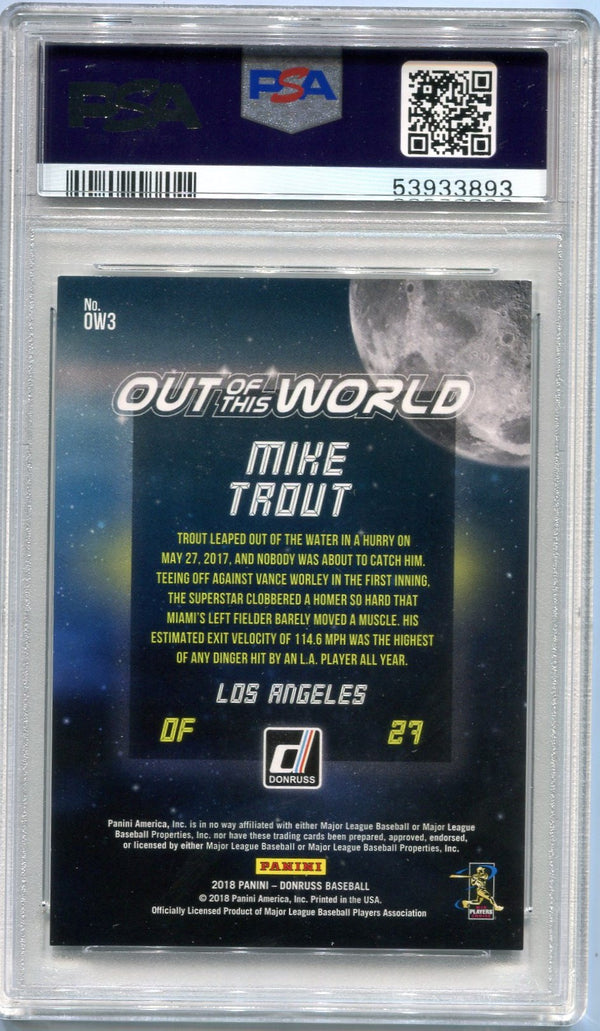 PSA
PSA
53933893
No.
OW3
OUT OF THIS WORLD
MIKE
TROUT
TROUT LEAPED OUT OF THE WATER IN A HURRY ON
MAY 27, 2017, AND NOBODY WAS ABOUT TO CATCH HIM.
TEEING OFF AGAINST VANCE WORLEY IN THE FIRST INNING,
THE SUPERSTAR CLOBBERED A HOMER SO HARD THAT
MIAMI'S LEFT FIELDER BARELY MOVED A MUSCLE. HIS
ESTIMATED EXIT VELOCITY OF 114.6 MPH WAS THE HIGHEST
OF ANY DINGER HIT BY AN L.A. PLAYER ALL YEAR.
LOS ANGELES
OF 27
d
DONRUSS
Panini America, Inc. is in no way affiliated with either Major League Baseball or Major League
Baseball Properties, Inc. nor have these trading cards been prepared, approved, endorsed,
or licensed by either Major League Baseball or Major League Baseball Properties, Inc.
PANINI
2018 PANINI – DONRUSS BASEBALL
© 2018 Panini America, Inc. Printed in the USA.
Officially Licensed Product of Major League Baseball Players Association
PLAYERS